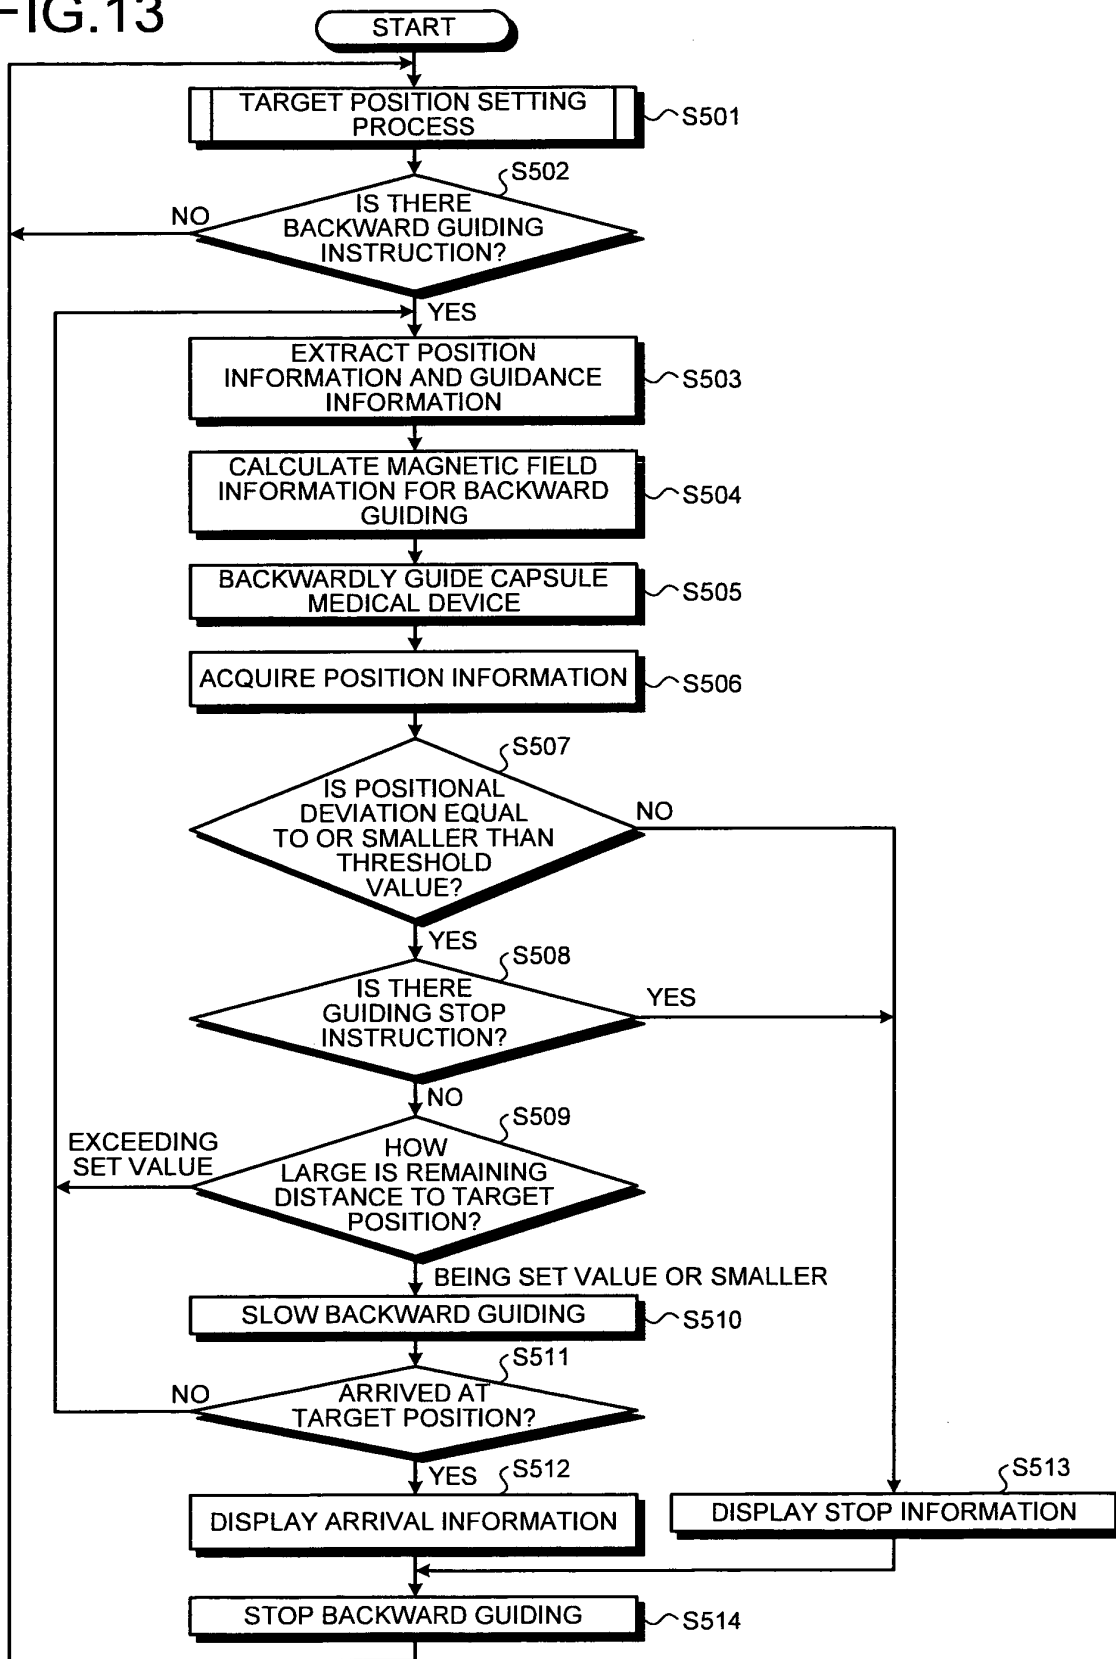 FIG.13
START
TARGET POSITION SETTING
PROCESS
S501
S502
IS THERE
BACKWARD GUIDING
INSTRUCTION?
NO
YES
EXTRACT POSITION
INFORMATION AND GUIDANCE
INFORMATION
S503
CALCULATE MAGNETIC FIELD
INFORMATION FOR BACKWARD
GUIDING
S504
BACKWARDLY GUIDE CAPSULE
MEDICAL DEVICE
S505
ACQUIRE POSITION INFORMATION
S506
S507
IS POSITIONAL
DEVIATION EQUAL
TO OR SMALLER THAN
THRESHOLD
VALUE?
NO
YES
S508
IS THERE
GUIDING STOP
INSTRUCTION?
YES
NO
S509
EXCEEDING
SET VALUE
HOW
LARGE IS REMAINING
DISTANCE TO TARGET
POSITION?
BEING SET VALUE OR SMALLER
SLOW BACKWARD GUIDING
S510
S511
NO
ARRIVED AT
TARGET POSITION?
YES
S512
DISPLAY ARRIVAL INFORMATION
S513
DISPLAY STOP INFORMATION
STOP BACKWARD GUIDING
S514